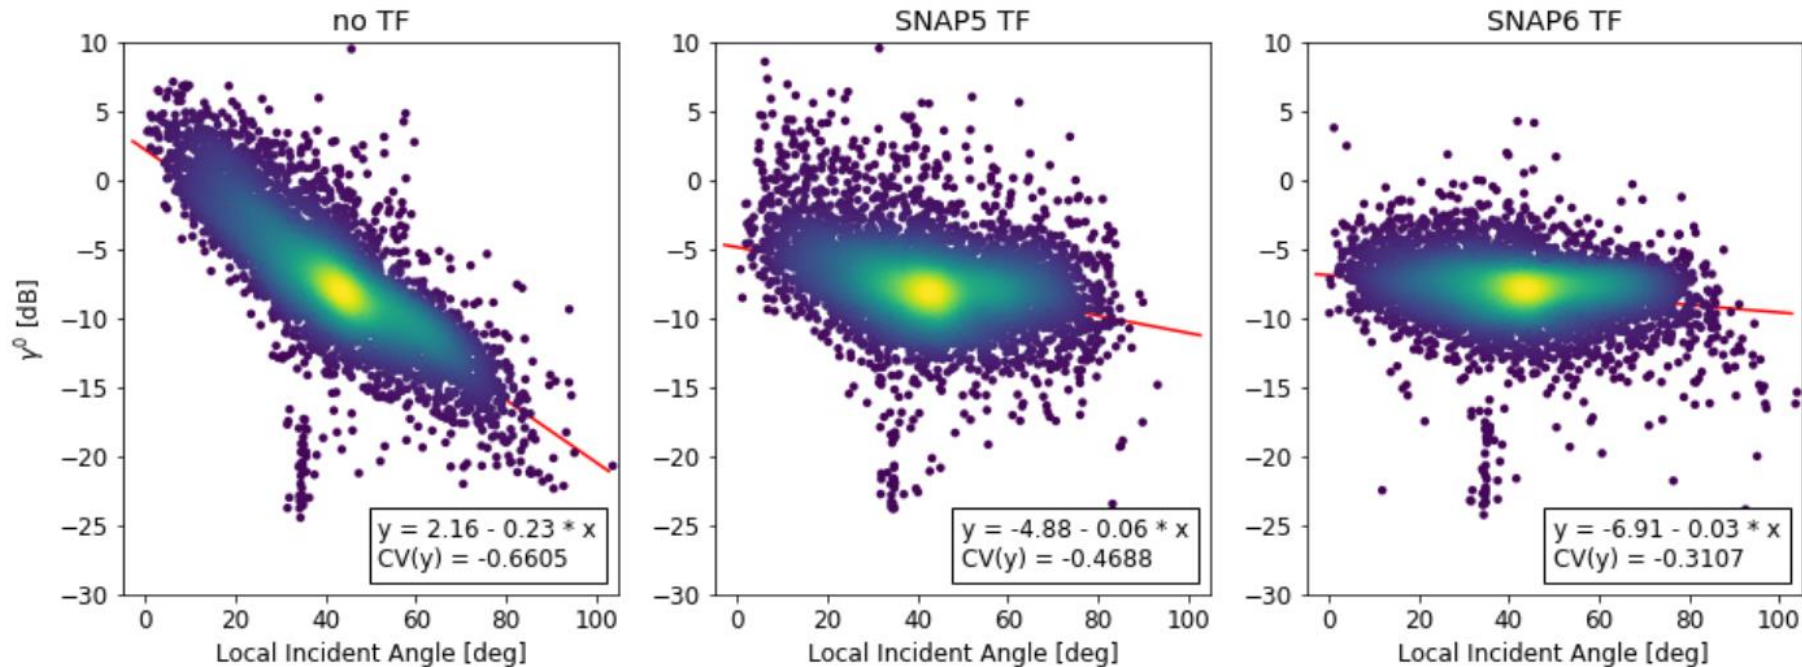 no TF
10
5
0
−5
−10
−15
−20
−25
−30
γ⁰ [dB]
y = 2.16 - 0.23 * x
CV(y) = -0.6605
0 20 40 60 80 100
Local Incident Angle [deg]
SNAP5 TF
10
5
0
−5
−10
−15
−20
−25
−30
y = -4.88 - 0.06 * x
CV(y) = -0.4688
0 20 40 60 80 100
Local Incident Angle [deg]
SNAP6 TF
10
5
0
−5
−10
−15
−20
−25
−30
y = -6.91 - 0.03 * x
CV(y) = -0.3107
0 20 40 60 80 100
Local Incident Angle [deg]